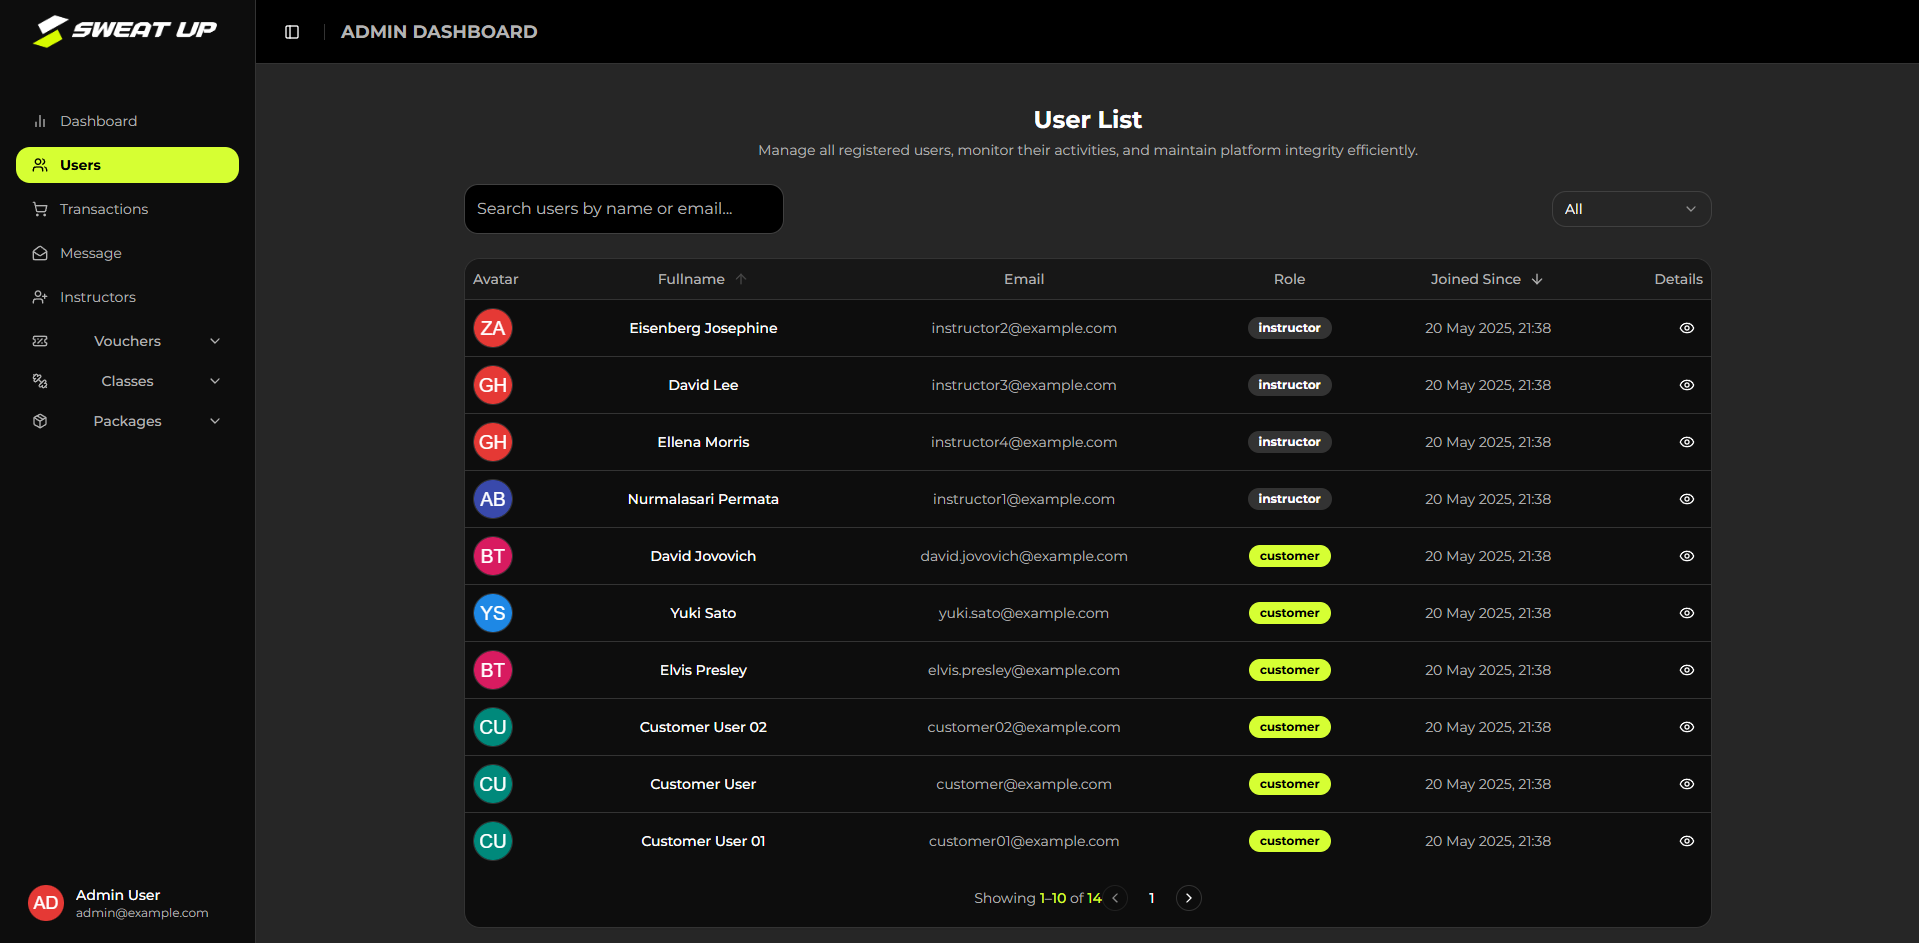 SWEAT UP
ADMIN DASHBOARD
Dashboard
Users
Transactions
Message
Instructors
Vouchers
Classes
Packages
Admin User
admin@example.com
User List
Manage all registered users, monitor their activities, and maintain platform integrity efficiently.
Search users by name or email...
All
Avatar Fullname Email Role Joined Since Details
ZA Eisenberg Josephine instructor2@example.com instructor 20 May 2025, 21:38
GH David Lee instructor3@example.com instructor 20 May 2025, 21:38
GH Ellena Morris instructor4@example.com instructor 20 May 2025, 21:38
AB Nurmalasari Permata instructor1@example.com instructor 20 May 2025, 21:38
BT David Jovovich david.jovovich@example.com customer 20 May 2025, 21:38
YS Yuki Sato yuki.sato@example.com customer 20 May 2025, 21:38
BT Elvis Presley elvis.presley@example.com customer 20 May 2025, 21:38
CU Customer User 02 customer02@example.com customer 20 May 2025, 21:38
CU Customer User customer@example.com customer 20 May 2025, 21:38
CU Customer User 01 customer01@example.com customer 20 May 2025, 21:38
Showing 1–10 of 14 1
AD